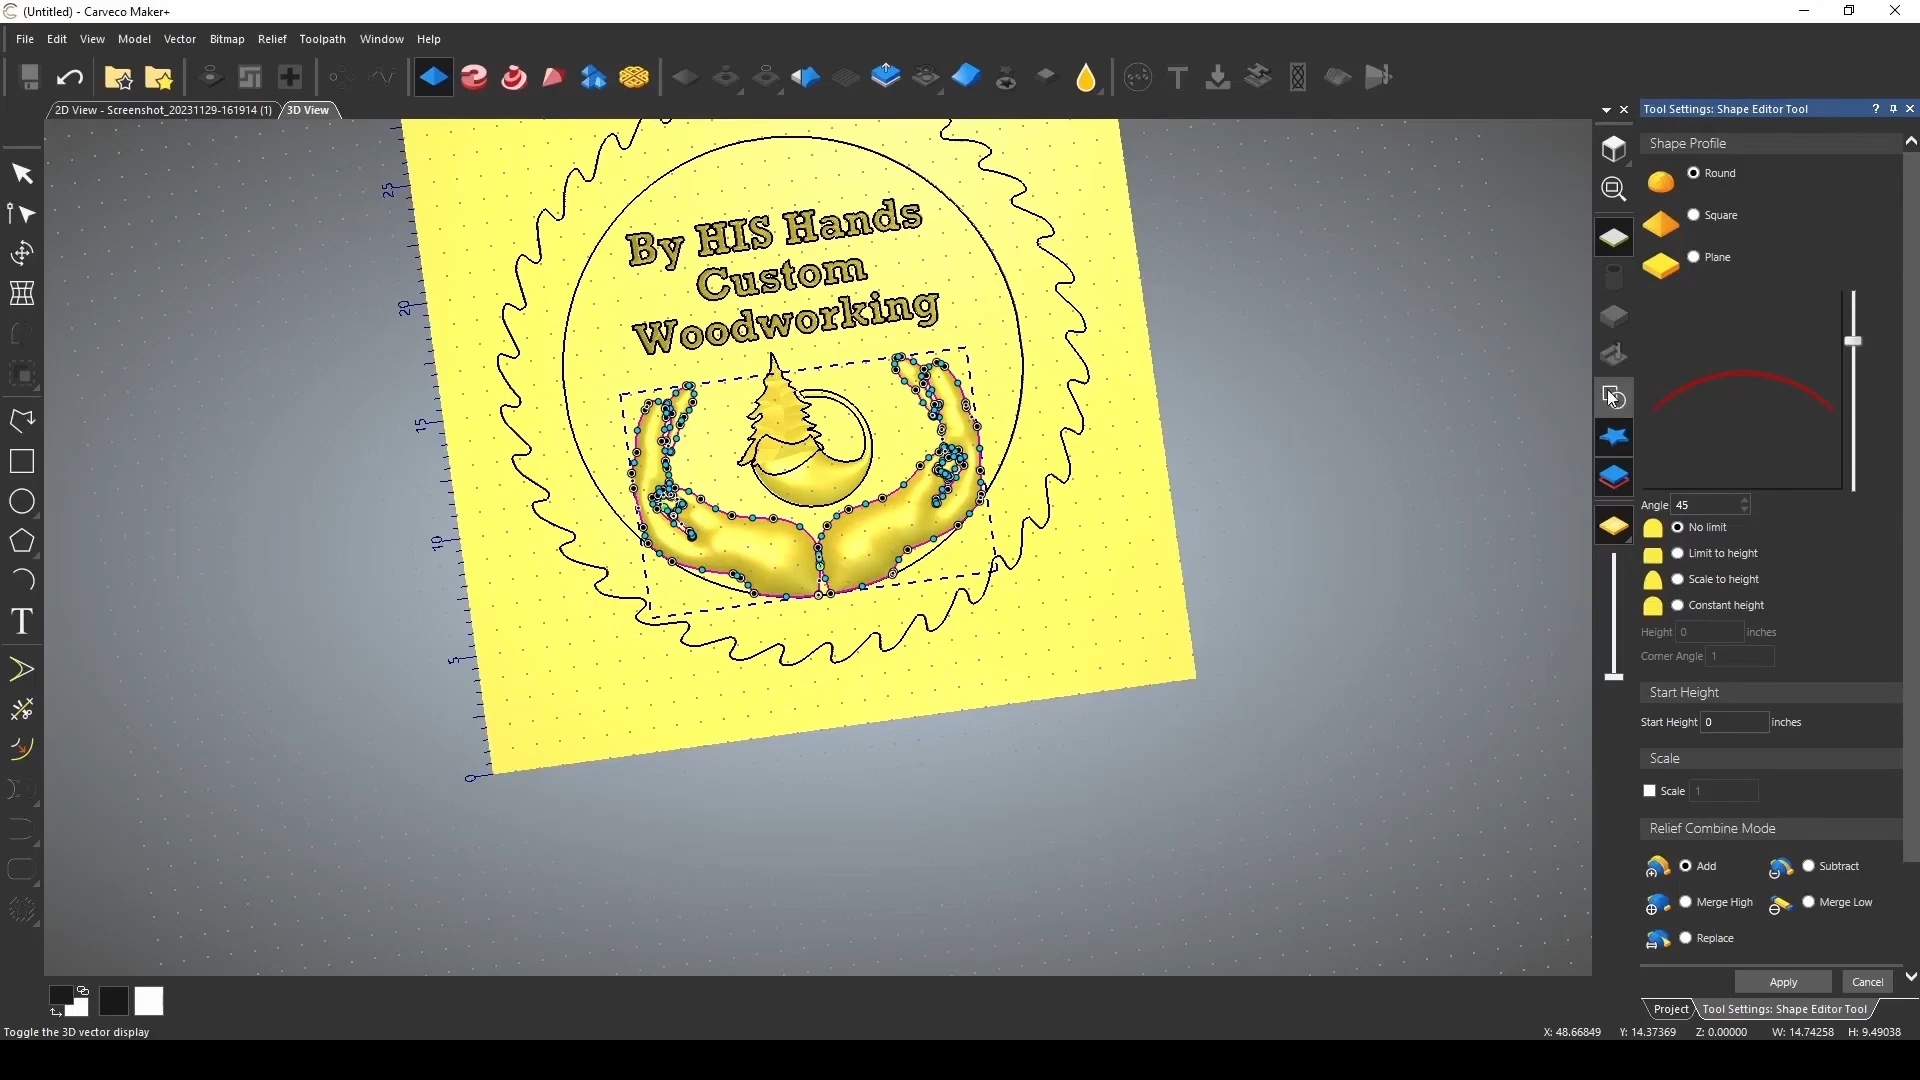 (Untitled) - Carveco Maker+
File Edit View Model Vector Bitmap Relief Toolpath Window Help
2D View - Screenshot_20231129-161914 (1) 3D View
Tool Settings: Shape Editor Tool
Shape Profile
Round
Square
Plane
25
20
15
10
5
0
By HIS Hands
Custom
Woodworking
Angle 45
No limit
Limit to height
Scale to height
Constant height
Height 0 inches
Corner Angle 1
Start Height
Start Height 0 inches
Scale
Scale 1
Relief Combine Mode
Add Subtract
Merge High Merge Low
Replace
Apply Cancel
Project Tool Settings: Shape Editor Tool
Toggle the 3D vector display
X: 48.66849 Y: 14.37369 Z: 0.00000 W: 14.74258 H: 9.49038